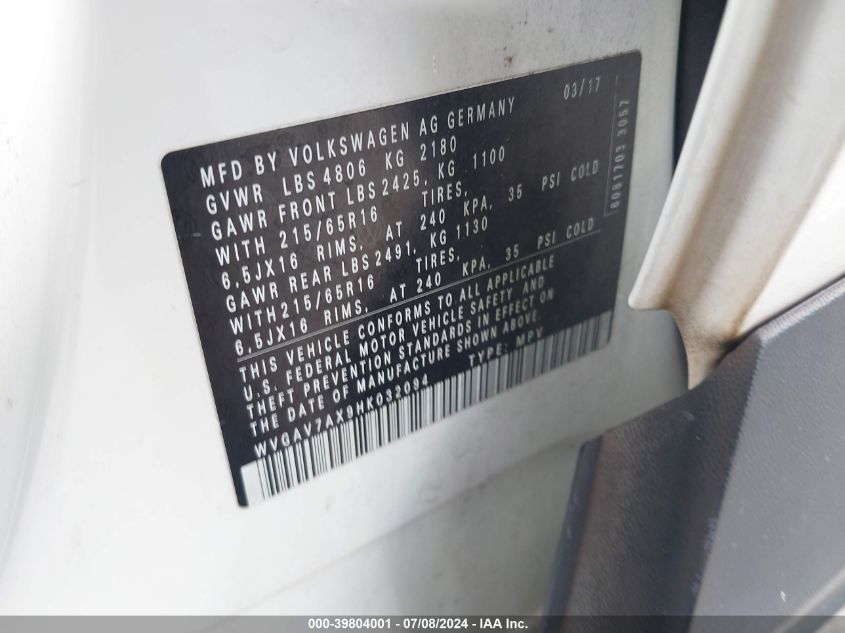 MFD BY VOLKSWAGEN AG GERMANY 03/17
GVWR LBS 4806 KG 2180
GAWR FRONT LBS 2425, KG 1100
WITH 215/65R16 TIRES,
6,5JX16 RIMS, AT 240 KPA, 35 PSI COLD
GAWR REAR LBS 2491, KG 1130
WITH 215/65R16 TIRES,
6,5JX16 RIMS, AT 240 KPA, 35 PSI COLD
THIS VEHICLE CONFORMS TO ALL APPLICABLE
U.S. FEDERAL MOTOR VEHICLE SAFETY AND
THEFT PREVENTION STANDARDS IN EFFECT ON
THE DATE OF MANUFACTURE SHOWN ABOVE.
WVGAV7AX9HK032094 TYPE: MPV
6081703 3057
000-39804001 - 07/08/2024 - IAA Inc.